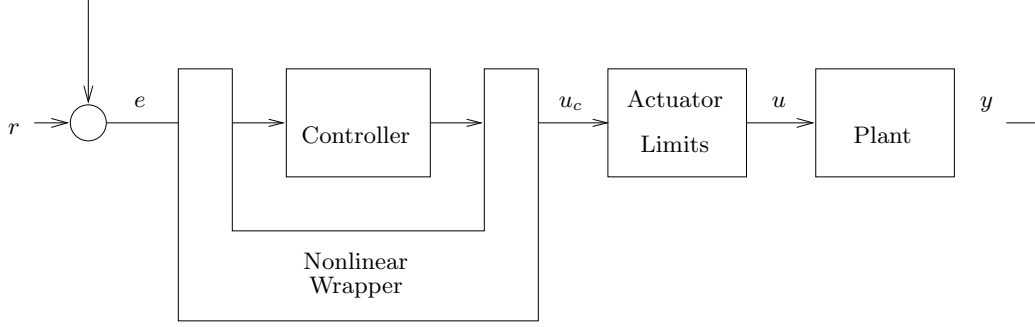 e
u_c
Actuator
u
y
r
Controller
Limits
Plant
Nonlinear
Wrapper